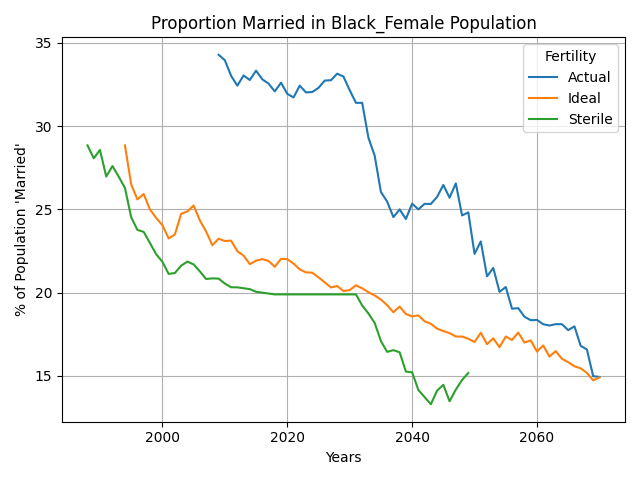 Proportion Married in Black_Female Population
% of Population 'Married'
35
30
25
20
15
Fertility
Actual
Ideal
Sterile
2000 2020 2040 2060
Years